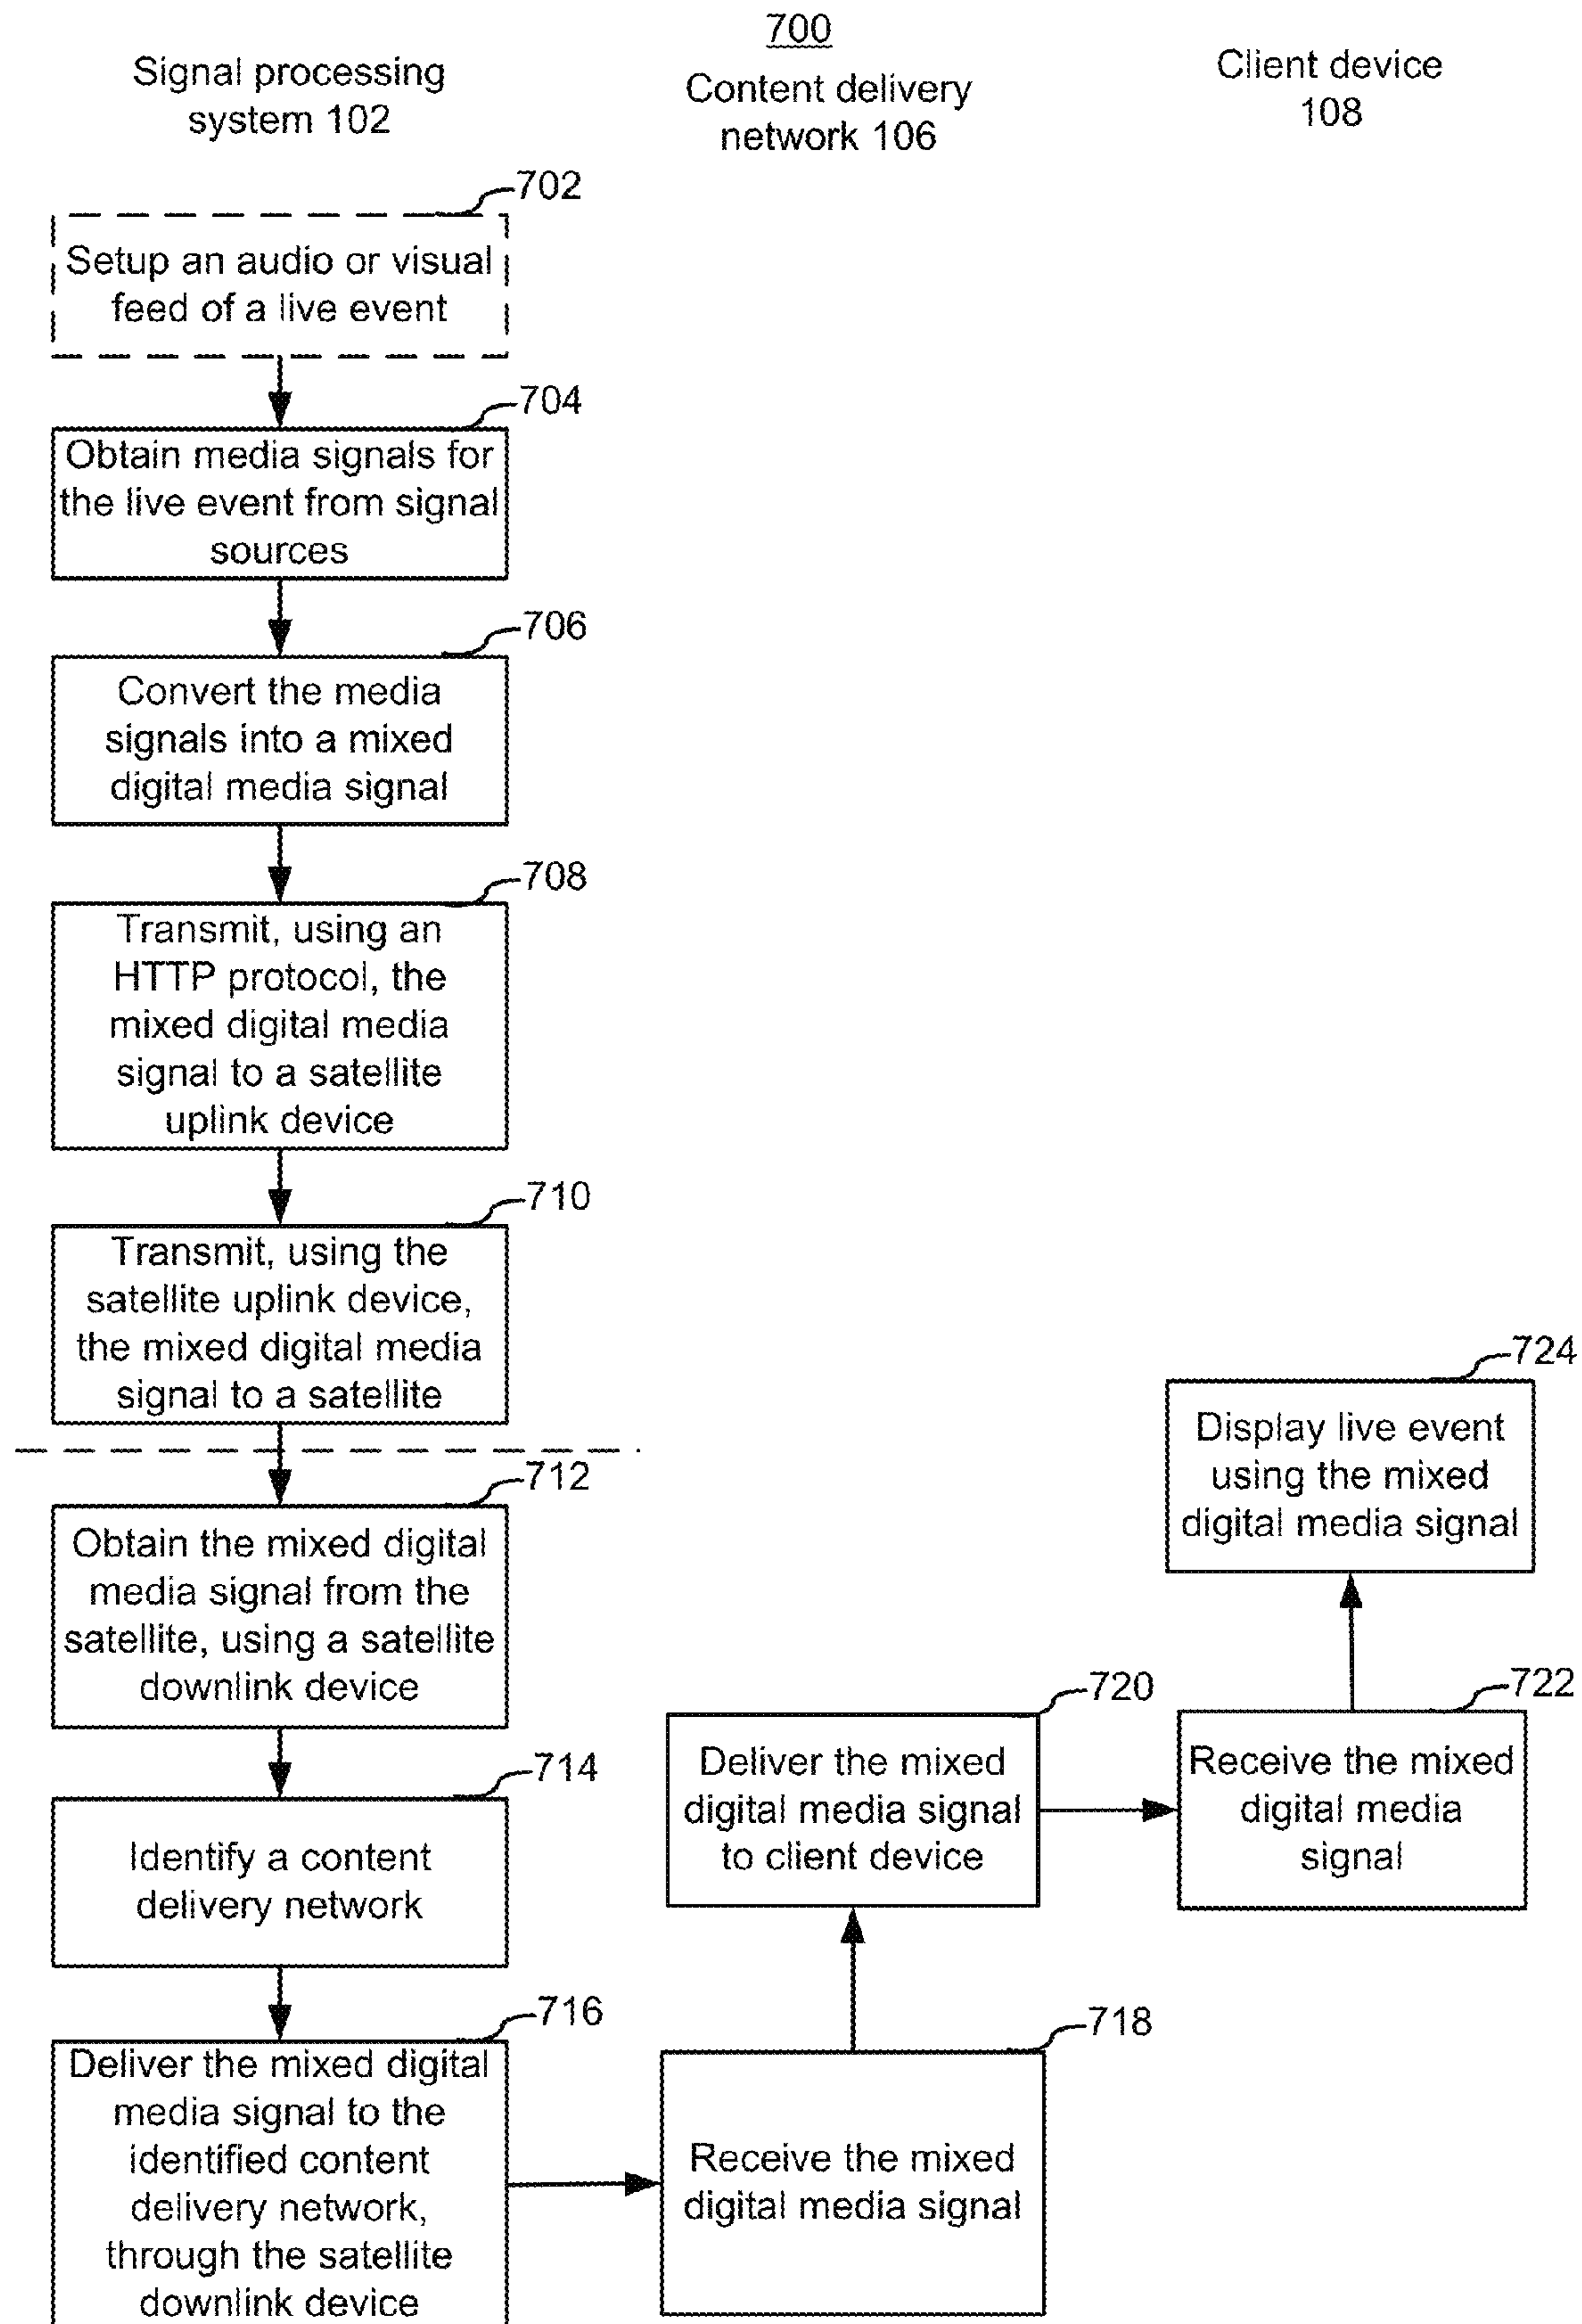 700
Signal processing
system 102
Content delivery
network 106
Client device
108
702
Setup an audio or visual
feed of a live event
704
Obtain media signals for
the live event from signal
sources
706
Convert the media
signals into a mixed
digital media signal
708
Transmit, using an
HTTP protocol, the
mixed digital media
signal to a satellite
uplink device
710
Transmit, using the
satellite uplink device,
the mixed digital media
signal to a satellite
712
Obtain the mixed digital
media signal from the
satellite, using a satellite
downlink device
714
Identify a content
delivery network
716
Deliver the mixed digital
media signal to the
identified content
delivery network,
through the satellite
downlink device
718
Receive the mixed
digital media signal
720
Deliver the mixed
digital media signal
to client device
722
Receive the mixed
digital media
signal
724
Display live event
using the mixed
digital media signal